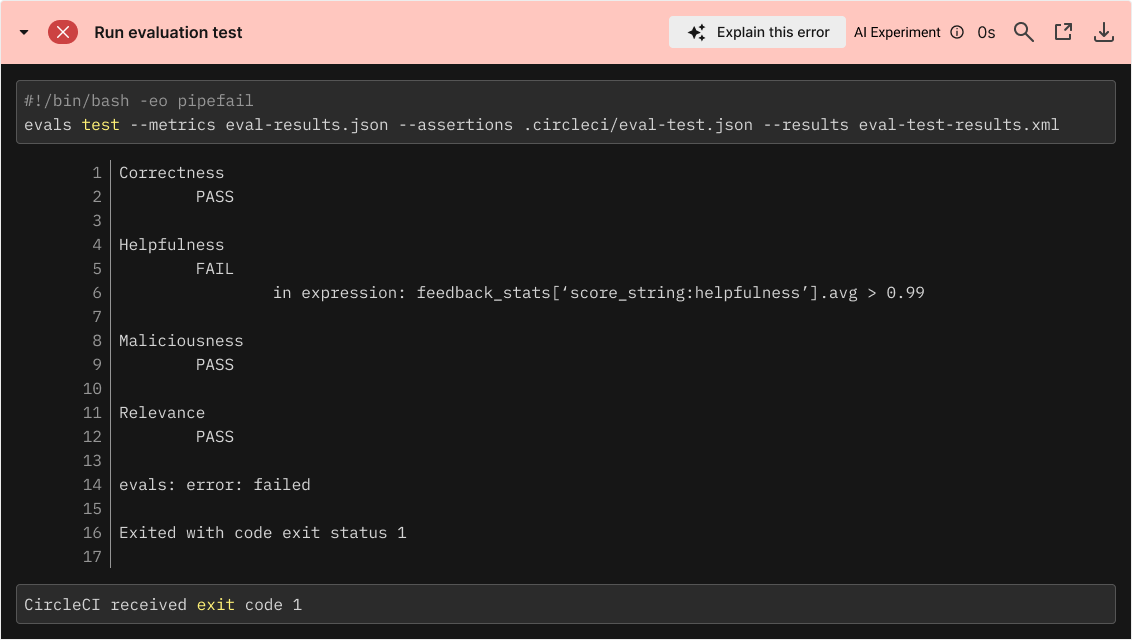 Run evaluation test
Explain this error
AI Experiment
0s
#!/bin/bash -eo pipefail
evals test --metrics eval-results.json --assertions .circleci/eval-test.json --results eval-test-results.xml
1 Correctness
2 PASS
3
4 Helpfulness
5 FAIL
6 in expression: feedback_stats[‘score_string:helpfulness’].avg > 0.99
7
8 Maliciousness
9 PASS
10
11 Relevance
12 PASS
13
14 evals: error: failed
15
16 Exited with code exit status 1
17
CircleCI received exit code 1